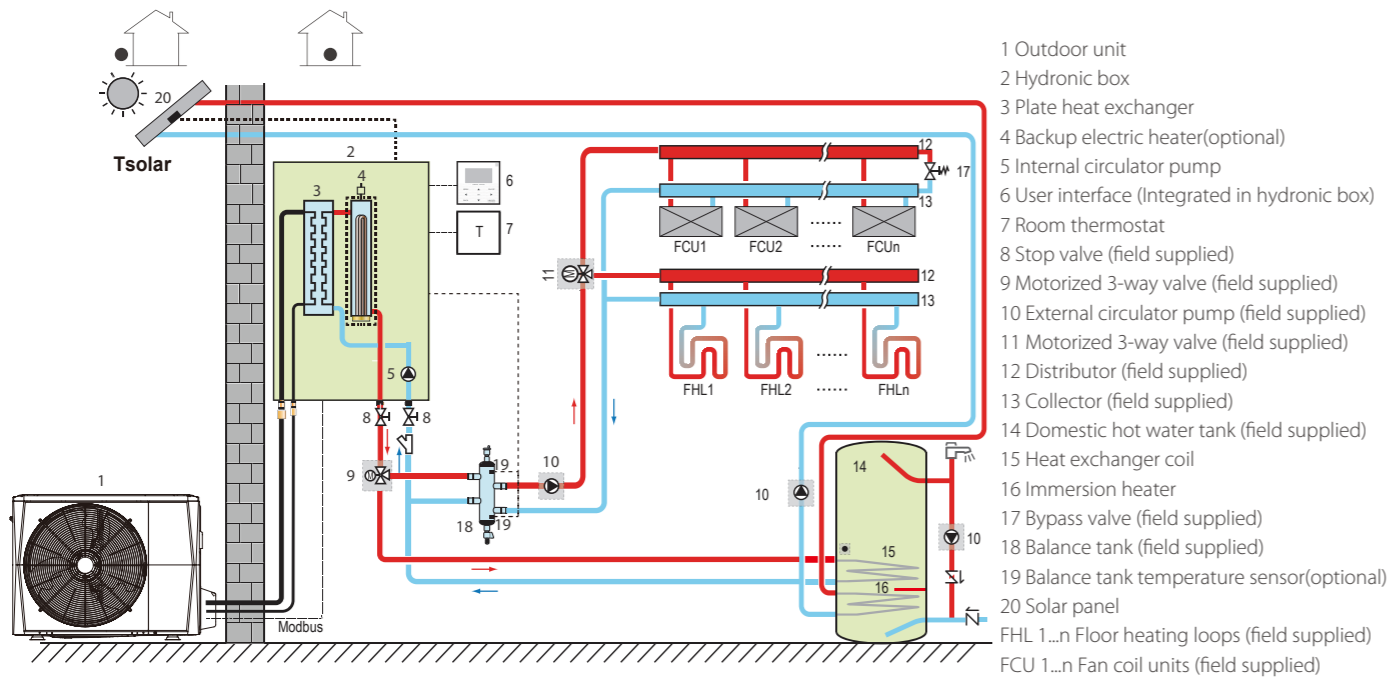 20
Tsolar
2
3
4
5
6
T
7
8
8
9
1
Modbus
10
11
12
17
13
FCU1
FCU2
......
FCUn
......
12
13
FHL1
FHL2
......
FHLn
......
19
18
19
10
14
15
16
10
1 Outdoor unit
2 Hydronic box
3 Plate heat exchanger
4 Backup electric heater(optional)
5 Internal circulator pump
6 User interface (Integrated in hydronic box)
7 Room thermostat
8 Stop valve (field supplied)
9 Motorized 3-way valve (field supplied)
10 External circulator pump (field supplied)
11 Motorized 3-way valve (field supplied)
12 Distributor (field supplied)
13 Collector (field supplied)
14 Domestic hot water tank (field supplied)
15 Heat exchanger coil
16 Immersion heater
17 Bypass valve (field supplied)
18 Balance tank (field supplied)
19 Balance tank temperature sensor(optional)
20 Solar panel
FHL 1...n Floor heating loops (field supplied)
FCU 1...n Fan coil units (field supplied)